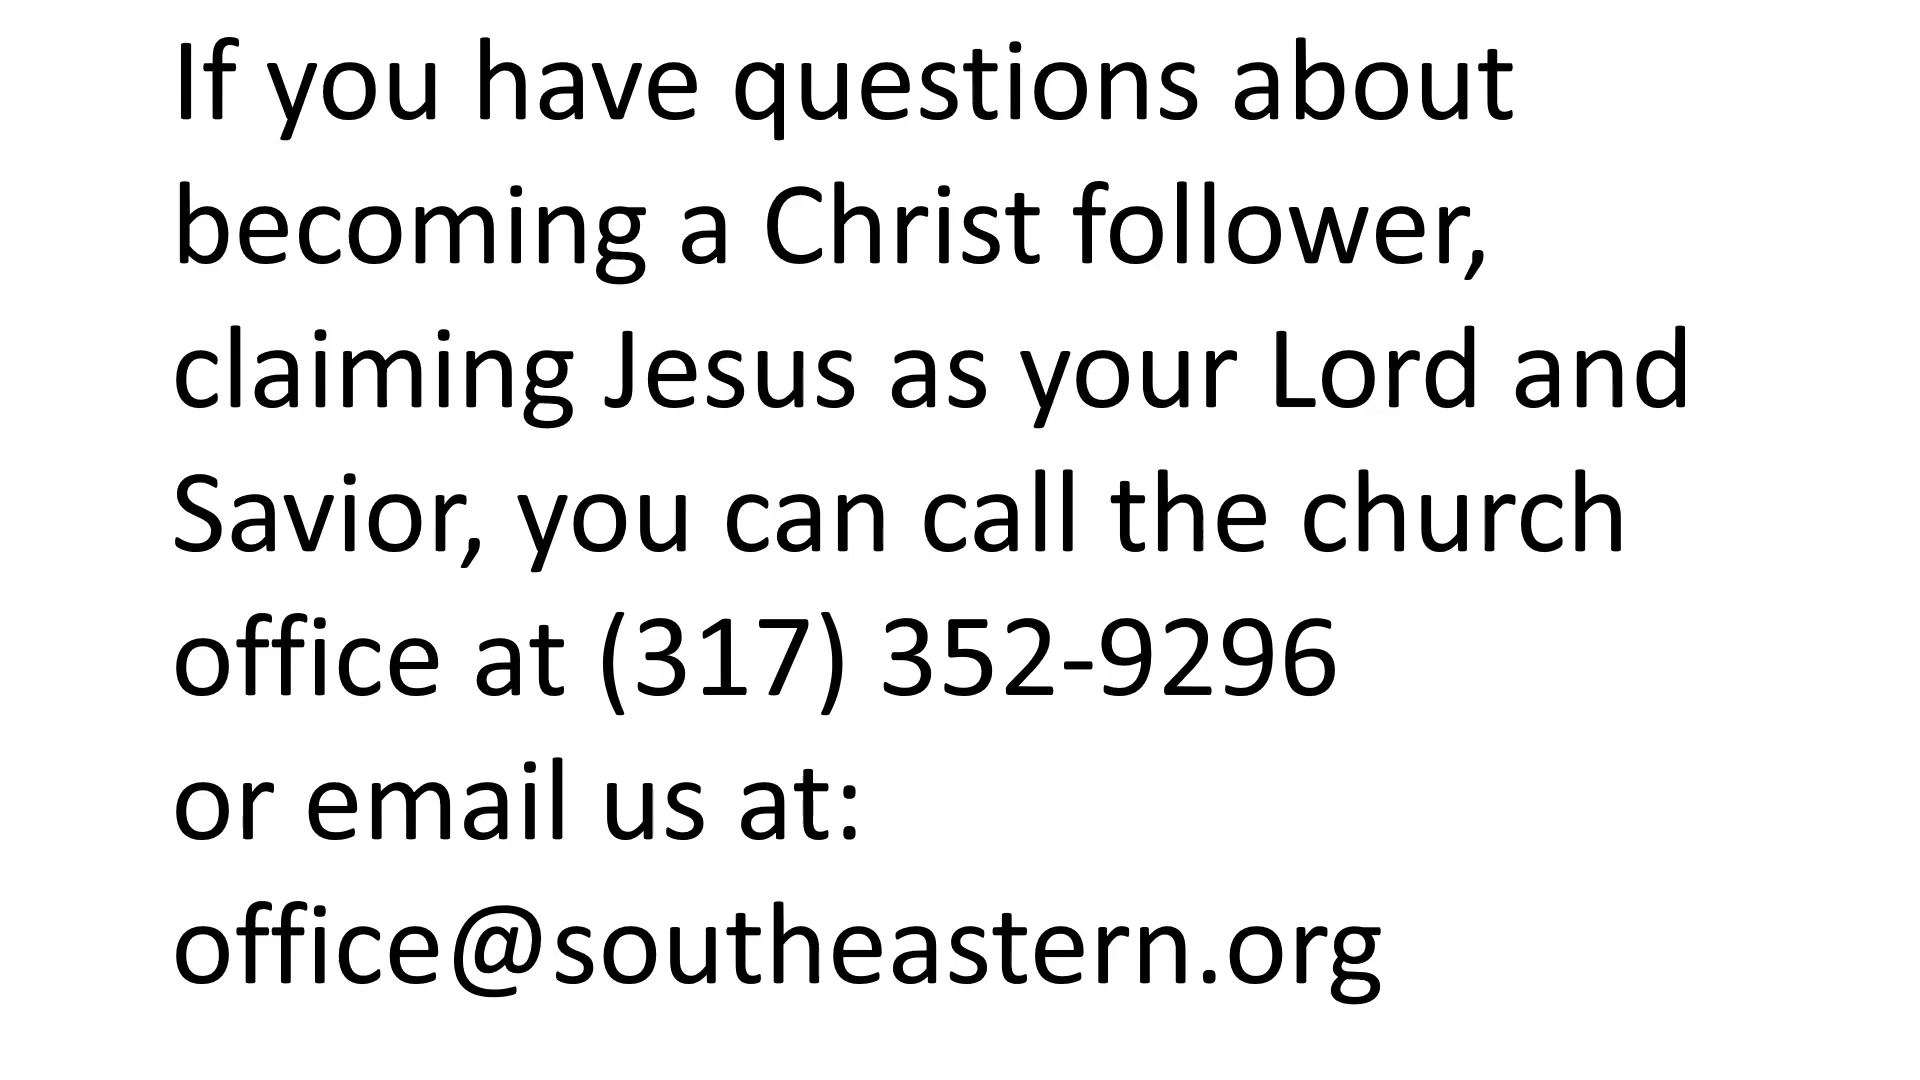 If you have questions about
becoming a Christ follower,
claiming Jesus as your Lord and
Savior, you can call the church
office at (317) 352-9296
or email us at:
office@southeastern.org